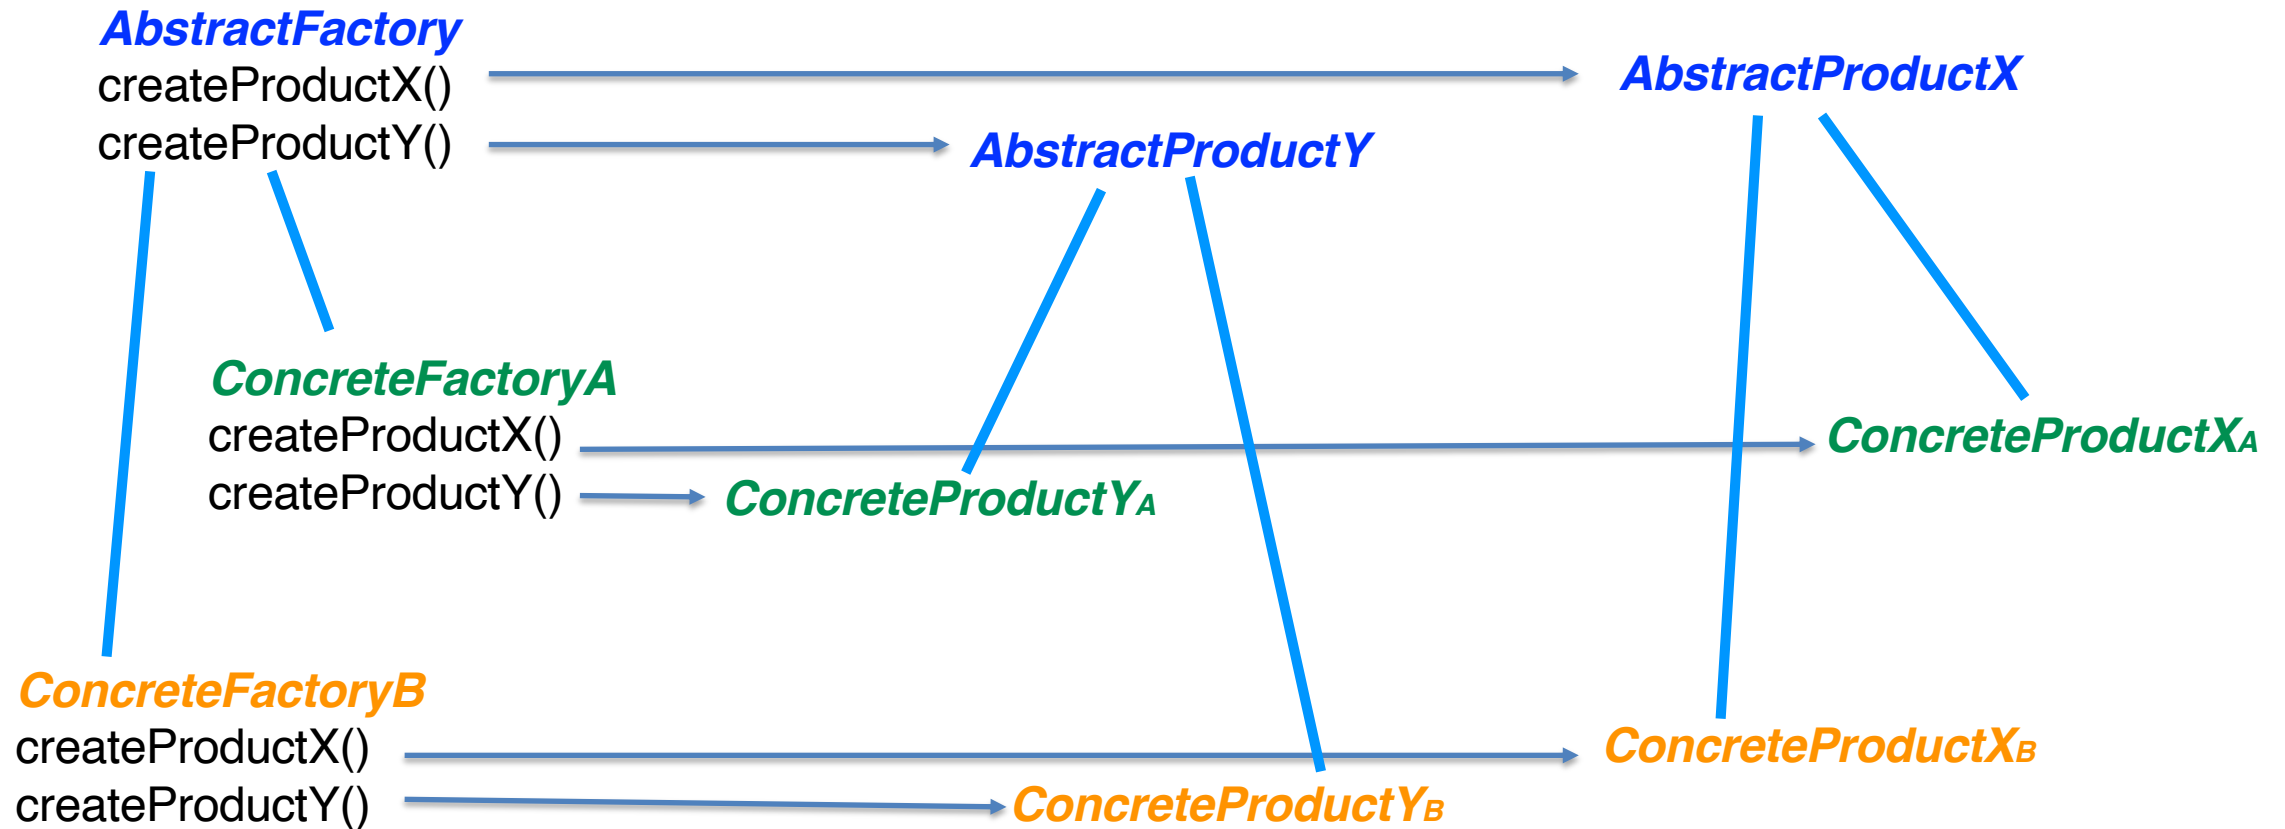 AbstractFactory
createProductX()
createProductY()
AbstractProductX
AbstractProductY
ConcreteFactoryA
createProductX()
createProductY()
ConcreteProductXA
ConcreteProductYA
ConcreteFactoryB
createProductX()
createProductY()
ConcreteProductXB
ConcreteProductYB